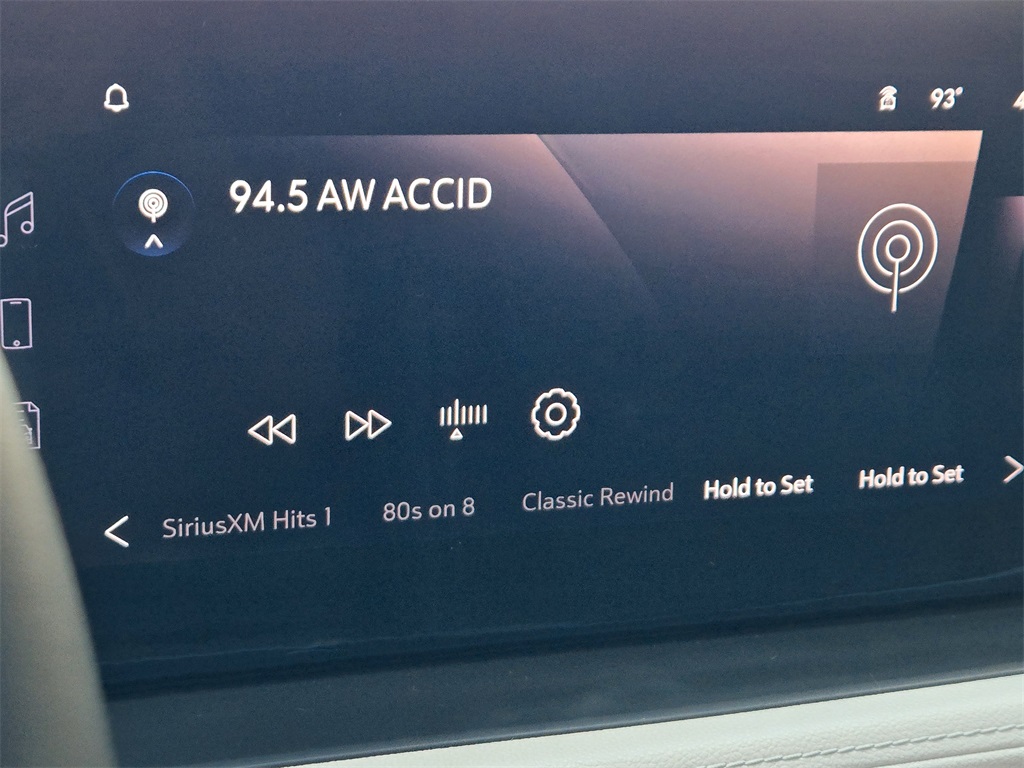 93°
94.5 AW ACCID
SiriusXM Hits 1
80s on 8
Classic Rewind
Hold to Set
Hold to Set